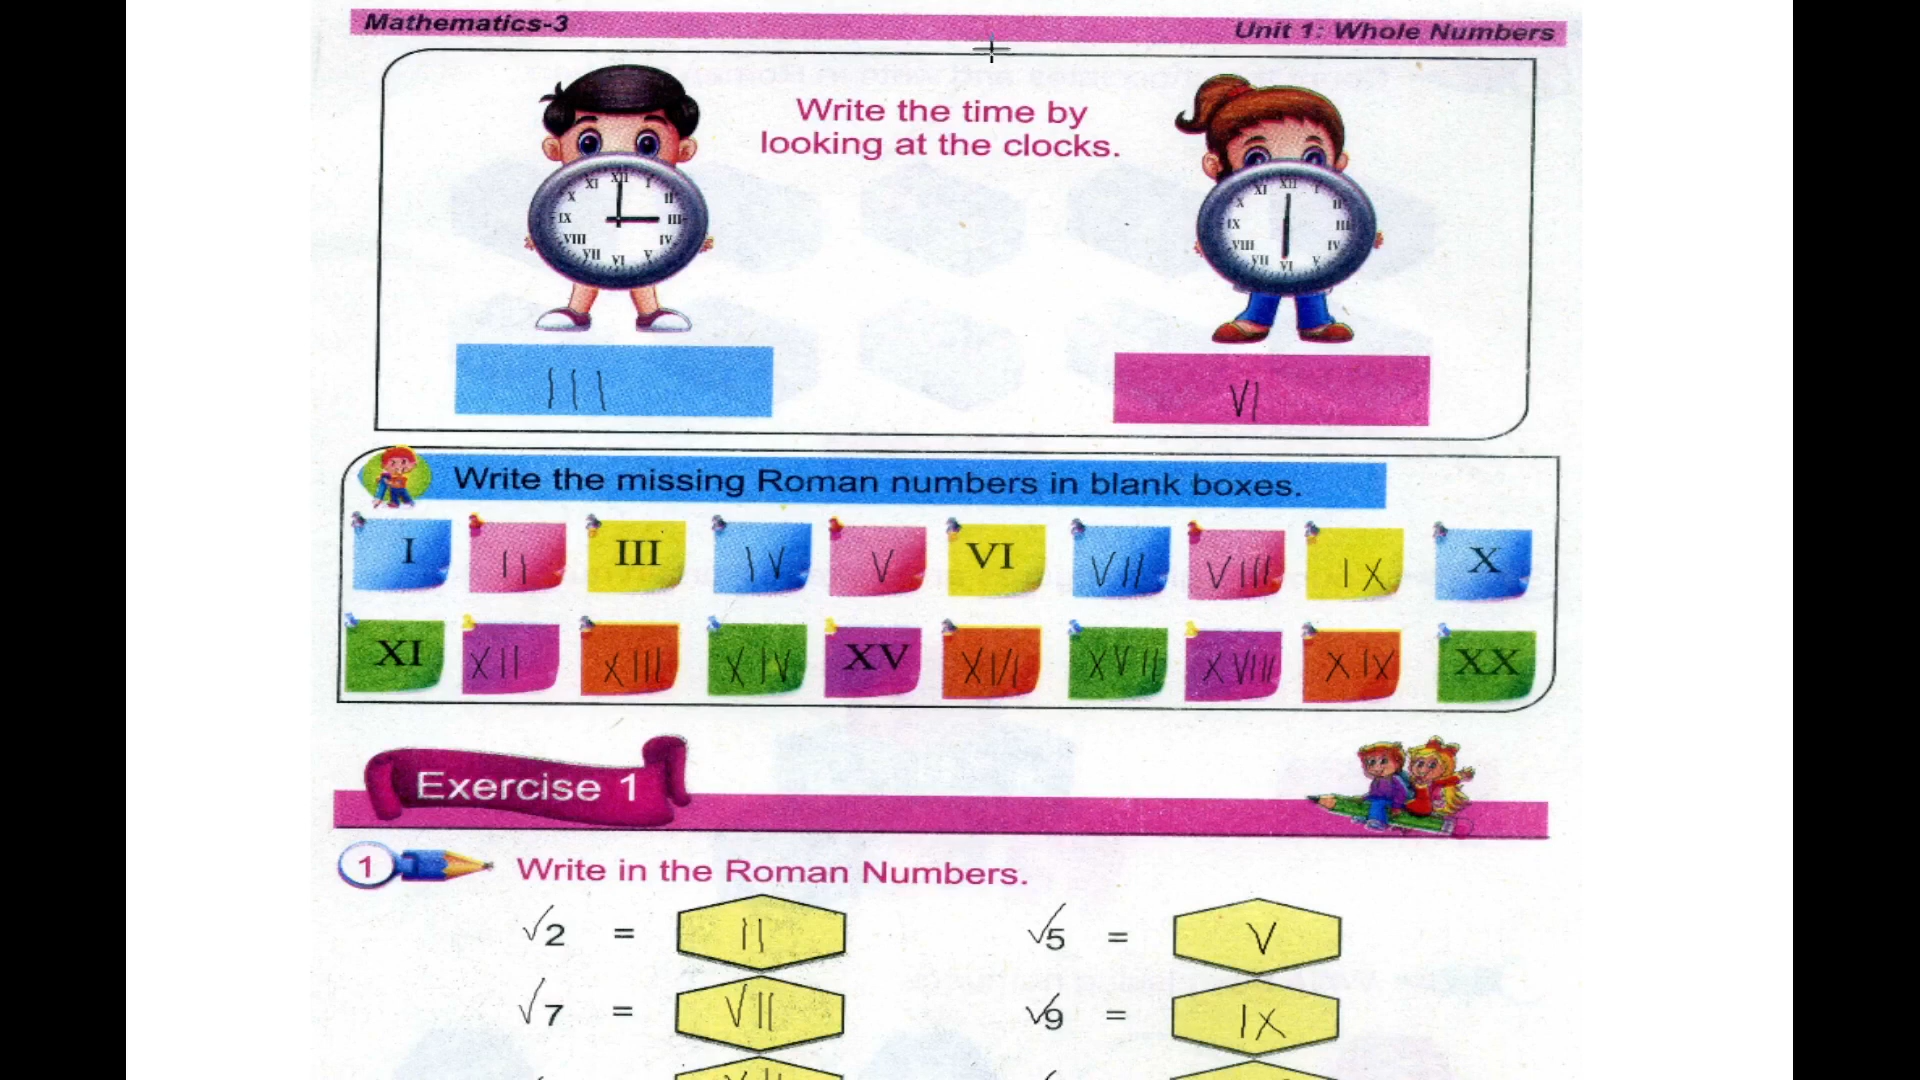 Mathematics-3
Unit 1: Whole Numbers
Write the time by
looking at the clocks.
XII I II III IV V VI VII VIII IX X XI
XII I II III IV V VI VII VIII IX X XI
III
VI
Write the missing Roman numbers in blank boxes.
I II III IV V VI VII VIII IX X
XI XII XIII XIV XV XVI XVII XVIII XIX XX
Exercise 1
1 Write in the Roman Numbers.
√2 = II √5 = V
√7 = VII √9 = IX